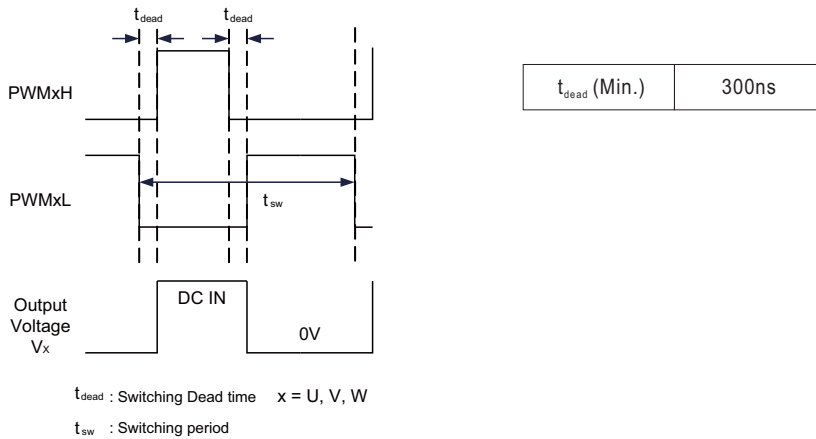 tdead tdead
PWMxH
tdead (Min.) 300ns
PWMxL
tsw
DC IN
Output
Voltage
Vx
0V
tdead : Switching Dead time x = U, V, W
tsw : Switching period